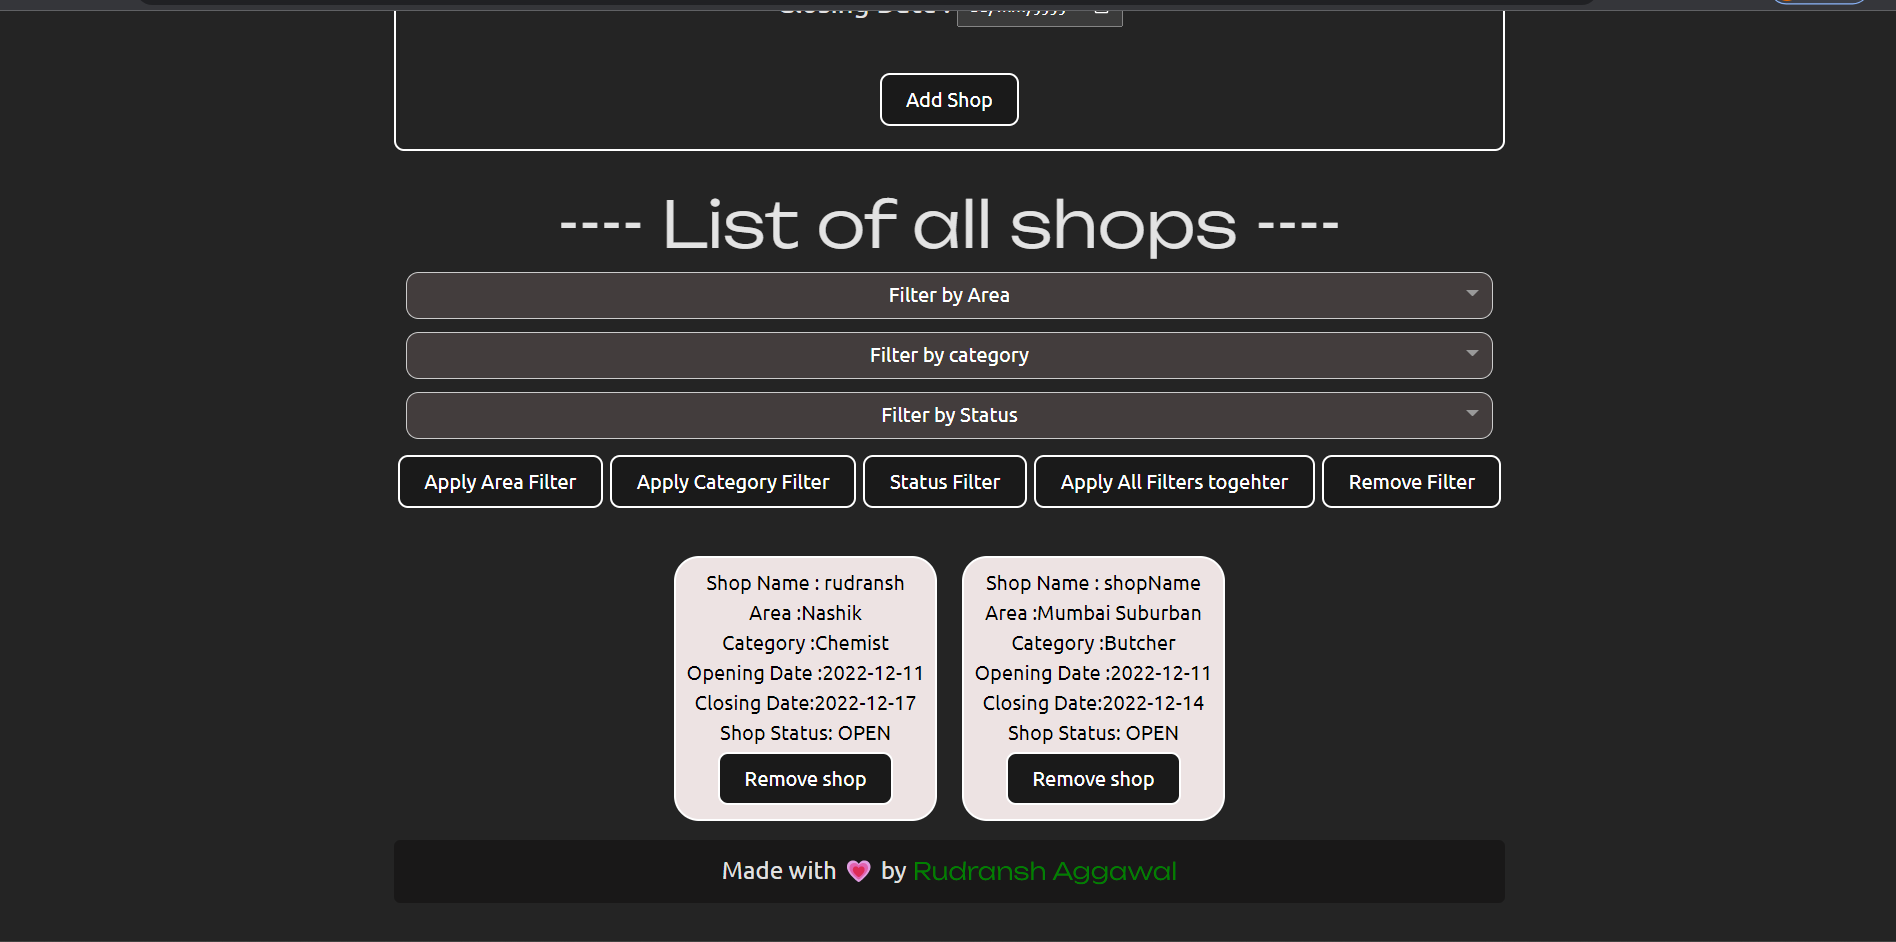 Closing Date :
Add Shop
---- List of all shops ----
Filter by Area
Filter by category
Filter by Status
Apply Area Filter Apply Category Filter Status Filter Apply All Filters togehter Remove Filter
Shop Name : rudransh
Area :Nashik
Category :Chemist
Opening Date :2022-12-11
Closing Date:2022-12-17
Shop Status: OPEN
Remove shop
Shop Name : shopName
Area :Mumbai Suburban
Category :Butcher
Opening Date :2022-12-11
Closing Date:2022-12-14
Shop Status: OPEN
Remove shop
Made with 💗 by Rudransh Aggawal